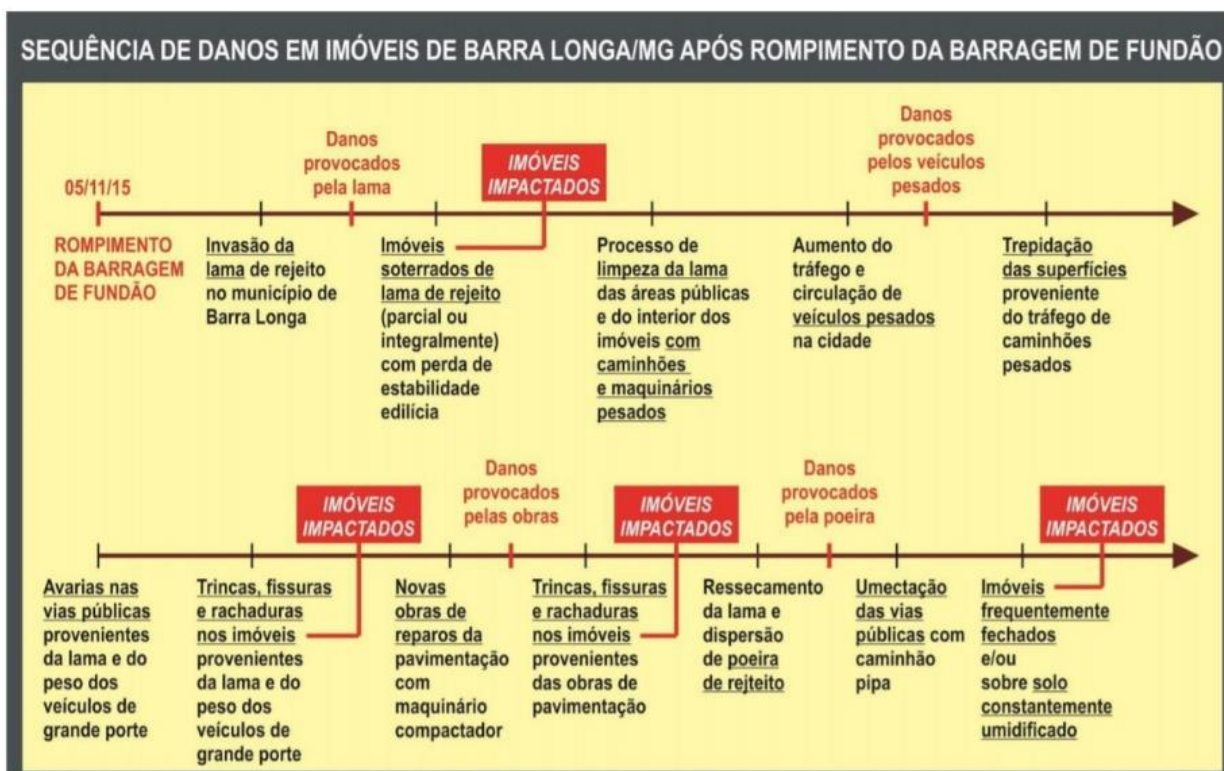 SEQUÊNCIA DE DANOS EM IMÓVEIS DE BARRA LONGA/MG APÓS ROMPIMENTO DA BARRAGEM DE FUNDÃO
05/11/15
ROMPIMENTO
DA BARRAGEM
DE FUNDÃO
Invasão da
lama de rejeito
no município de
Barra Longa
Danos
provocados
pela lama
Imóveis
soterrados de
lama de rejeito
(parcial ou
integralmente)
com perda de
estabilidade
edilícia
IMÓVEIS
IMPACTADOS
Processo de
limpeza da lama
das áreas públicas
e do interior dos
imóveis com
caminhões
e maquinários
pesados
Aumento do
tráfego e
circulação de
veículos pesados
na cidade
Danos
provocados
pelos veículos
pesados
Trepidação
das superfícies
proveniente
do tráfego de
caminhões
pesados
Avarias nas
vias públicas
provenientes
da lama e do
peso dos
veículos de
grande porte
Trincas, fissuras
e rachaduras
nos imóveis
provenientes
da lama e do
peso dos
veículos de
grande porte
IMÓVEIS
IMPACTADOS
Novas
obras de
reparos da
pavimentação
com
maquinário
compactador
Danos
provocados
pelas obras
Trincas, fissuras
e rachaduras
nos imóveis
provenientes
das obras de
pavimentação
IMÓVEIS
IMPACTADOS
Ressecamento
da lama e
dispersão
de poeira
de rejteito
Danos
provocados
pela poeira
Umectação
das vias
públicas com
caminhão
pipa
Imóveis
frequentemente
fechados
e/ou
sobre solo
constantemente
umidificado
IMÓVEIS
IMPACTADOS